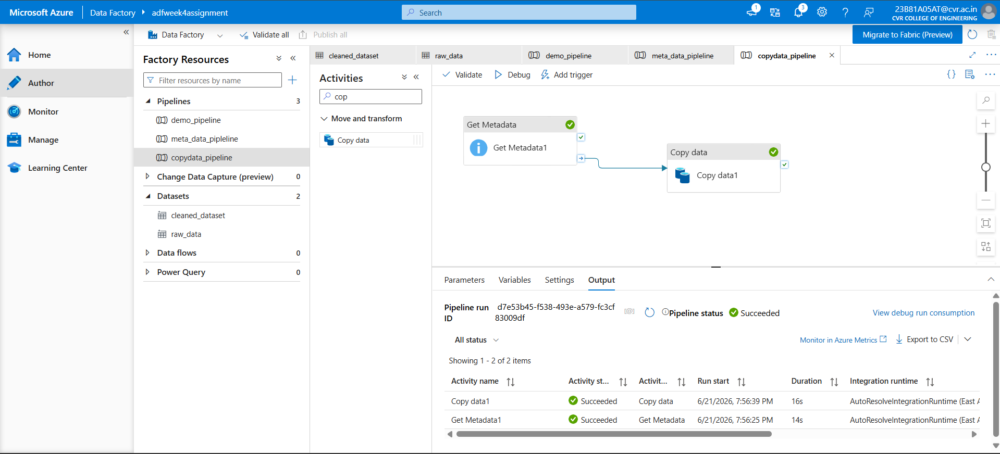 Microsoft Azure
Data Factory
adfweek4assignment
Search
1
3
23B81A05AT@cvr.ac.in
CVR COLLEGE OF ENGINEERING
Home
Author
Monitor
Manage
Learning Center
Data Factory
Validate all
Publish all
Migrate to Fabric (Preview)
Factory Resources
Filter resources by name
Pipelines 3
demo_pipeline
meta_data_pipleline
copydata_pipeline
Change Data Capture (preview) 0
Datasets 2
cleaned_dataset
raw_data
Data flows 0
Power Query 0
cleaned_dataset
raw_data
demo_pipeline
meta_data_pipleline
copydata_pipeline
Activities
cop
Move and transform
Copy data
Validate
Debug
Add trigger
Get Metadata
Get Metadata1
Copy data
Copy data1
Parameters Variables Settings Output
Pipeline run ID
d7e53b45-f538-493e-a579-fc3cf
83009df
Pipeline status
Succeeded
View debug run consumption
All status
Monitor in Azure Metrics
Export to CSV
Showing 1 - 2 of 2 items
Activity name Activity st... Activit... Run start Duration Integration runtime
Copy data1 Succeeded Copy data 6/21/2026, 7:56:39 PM 16s AutoResolveIntegrationRuntime (East A
Get Metadata1 Succeeded Get Metadata 6/21/2026, 7:56:25 PM 14s AutoResolveIntegrationRuntime (East A